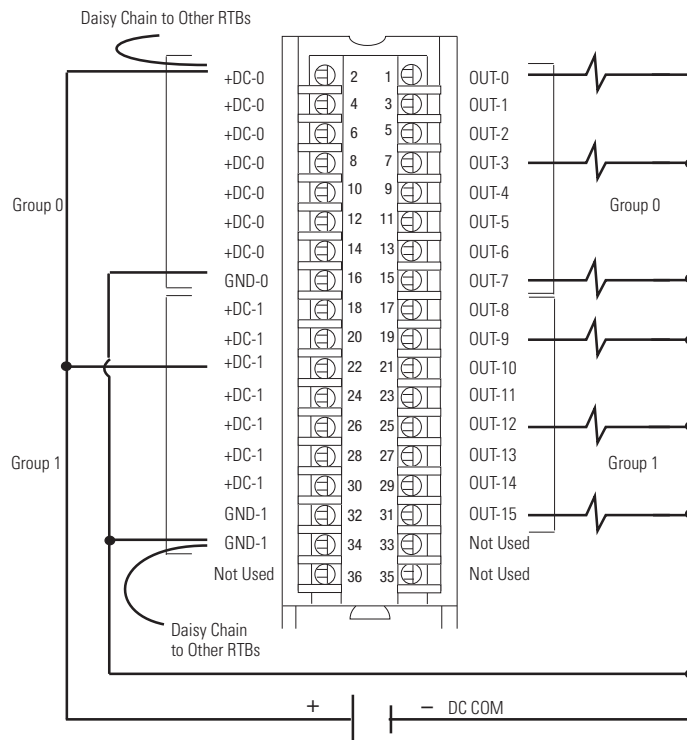 Daisy Chain to Other RTBs
+DC-0 2 1 OUT-0
+DC-0 4 3 OUT-1
+DC-0 6 5 OUT-2
+DC-0 8 7 OUT-3
+DC-0 10 9 OUT-4
Group 0 Group 0
+DC-0 12 11 OUT-5
+DC-0 14 13 OUT-6
GND-0 16 15 OUT-7
+DC-1 18 17 OUT-8
+DC-1 20 19 OUT-9
+DC-1 22 21 OUT-10
+DC-1 24 23 OUT-11
+DC-1 26 25 OUT-12
Group 1 +DC-1 28 27 OUT-13 Group 1
+DC-1 30 29 OUT-14
GND-1 32 31 OUT-15
GND-1 34 33 Not Used
Not Used 36 35 Not Used
Daisy Chain
to Other RTBs
+ – DC COM